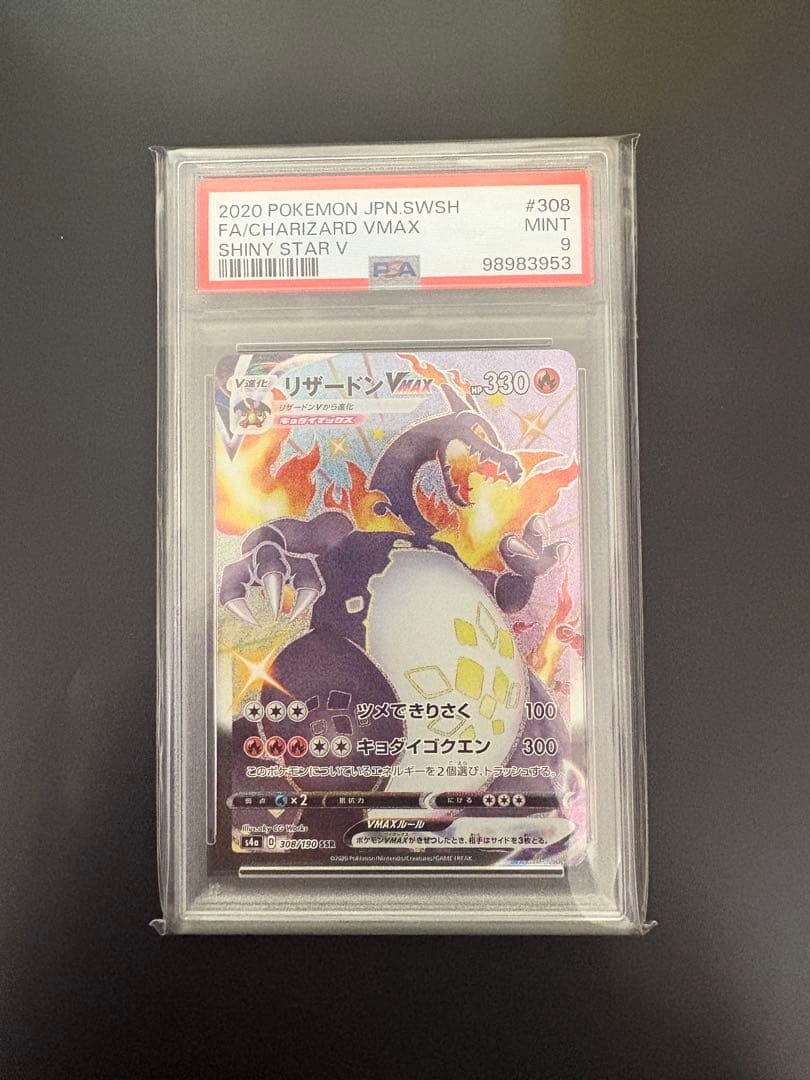 2020 POKEMON JPN.SWSH #308
FA/CHARIZARD VMAX MINT
SHINY STAR V 9
PSA 98983953
V進化 リザードンVMAX HP330
リザードンVから進化
キョダイマックス
ツメできりさく 100
キョダイゴクエン 300
このポケモンについているエネルギーを2個選び、トラッシュする。
弱点 ×2 抵抗力 にげる
Illus. aky CG Works
VMAXルール
ポケモンVMAXがきぜつしたとき、相手はサイドを3枚とる。
s4a D 308/190 SSR
©2020 Pokémon/Nintendo/Creatures/GAME FREAK